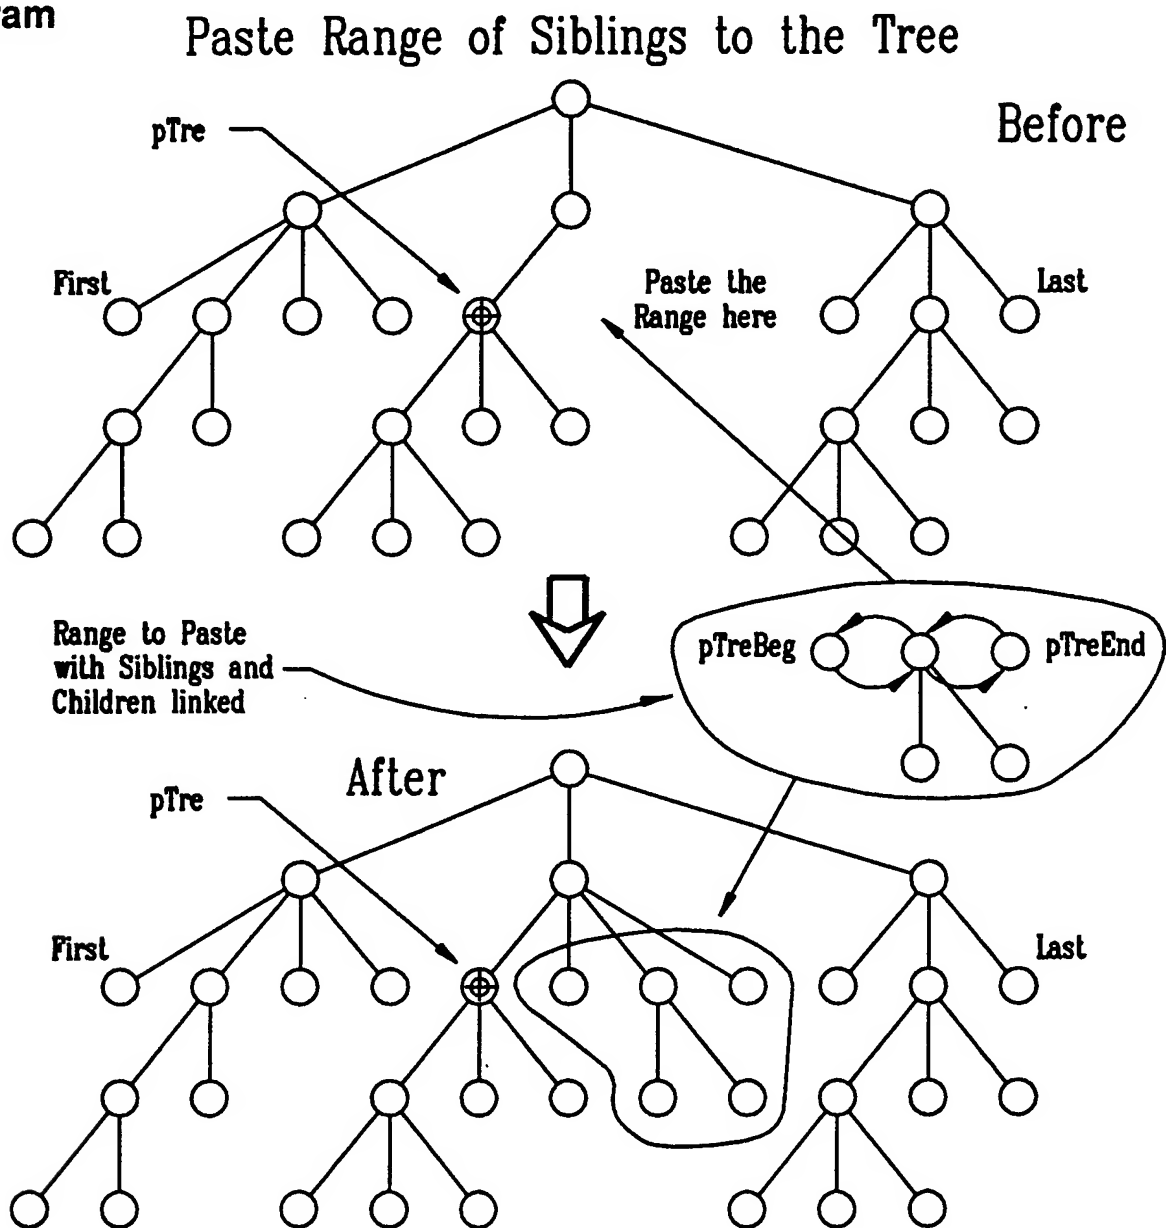 Paste Range of Siblings to the Tree
pTre
Before
First
Paste the
Range here
Last
Range to Paste
with Siblings and
Children linked
pTreBeg
pTreEnd
After
pTre
First
Last